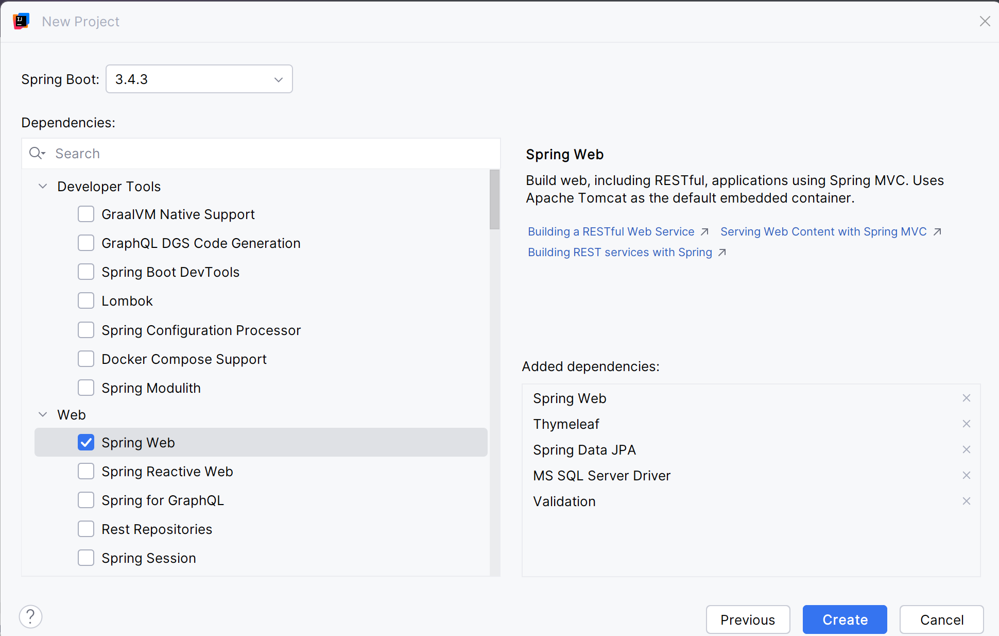 New Project
Spring Boot: 3.4.3
Dependencies:
Search
Developer Tools
GraalVM Native Support
GraphQL DGS Code Generation
Spring Boot DevTools
Lombok
Spring Configuration Processor
Docker Compose Support
Spring Modulith
Web
Spring Web
Spring Reactive Web
Spring for GraphQL
Rest Repositories
Spring Session
Spring Web
Build web, including RESTful, applications using Spring MVC. Uses
Apache Tomcat as the default embedded container.
Building a RESTful Web Service ↗ Serving Web Content with Spring MVC ↗
Building REST services with Spring ↗
Added dependencies:
Spring Web
Thymeleaf
Spring Data JPA
MS SQL Server Driver
Validation
? Previous Create Cancel